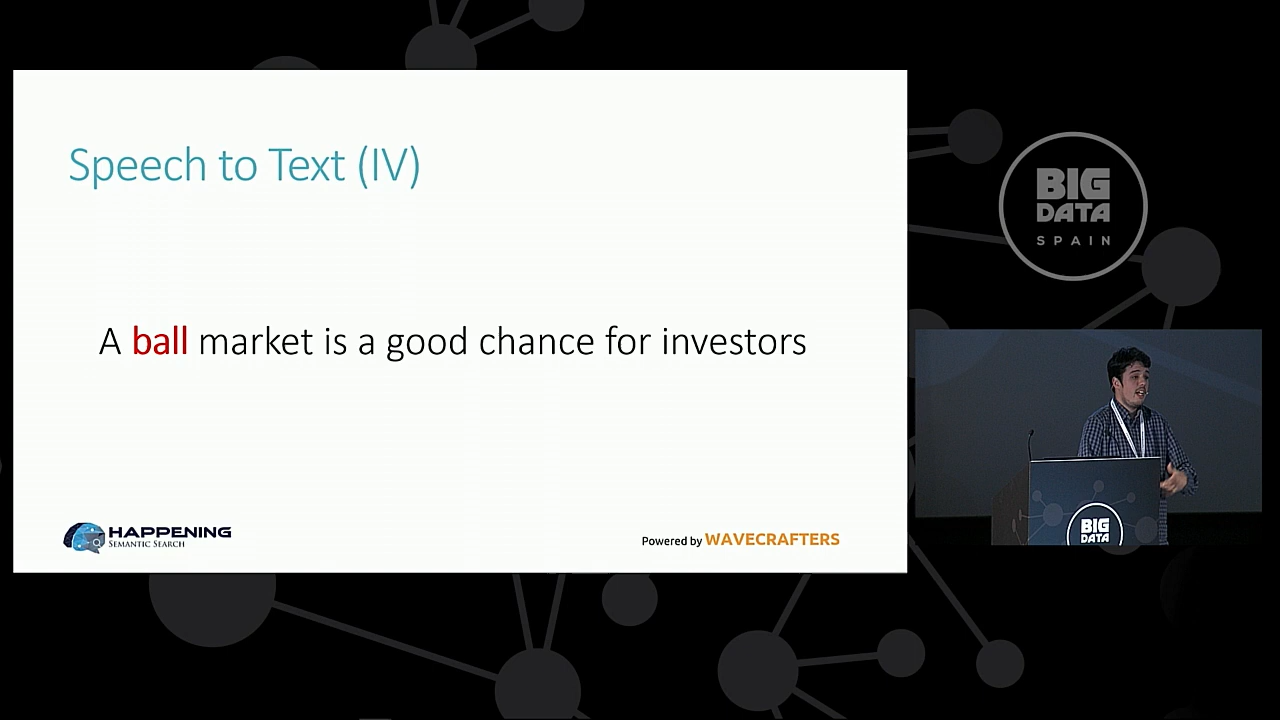 Speech to Text (IV)
A ball market is a good chance for investors
HAPPENING
SEMANTIC SEARCH
Powered by WAVECRAFTERS
BIG
DATA
SPAIN
BIG
DATA